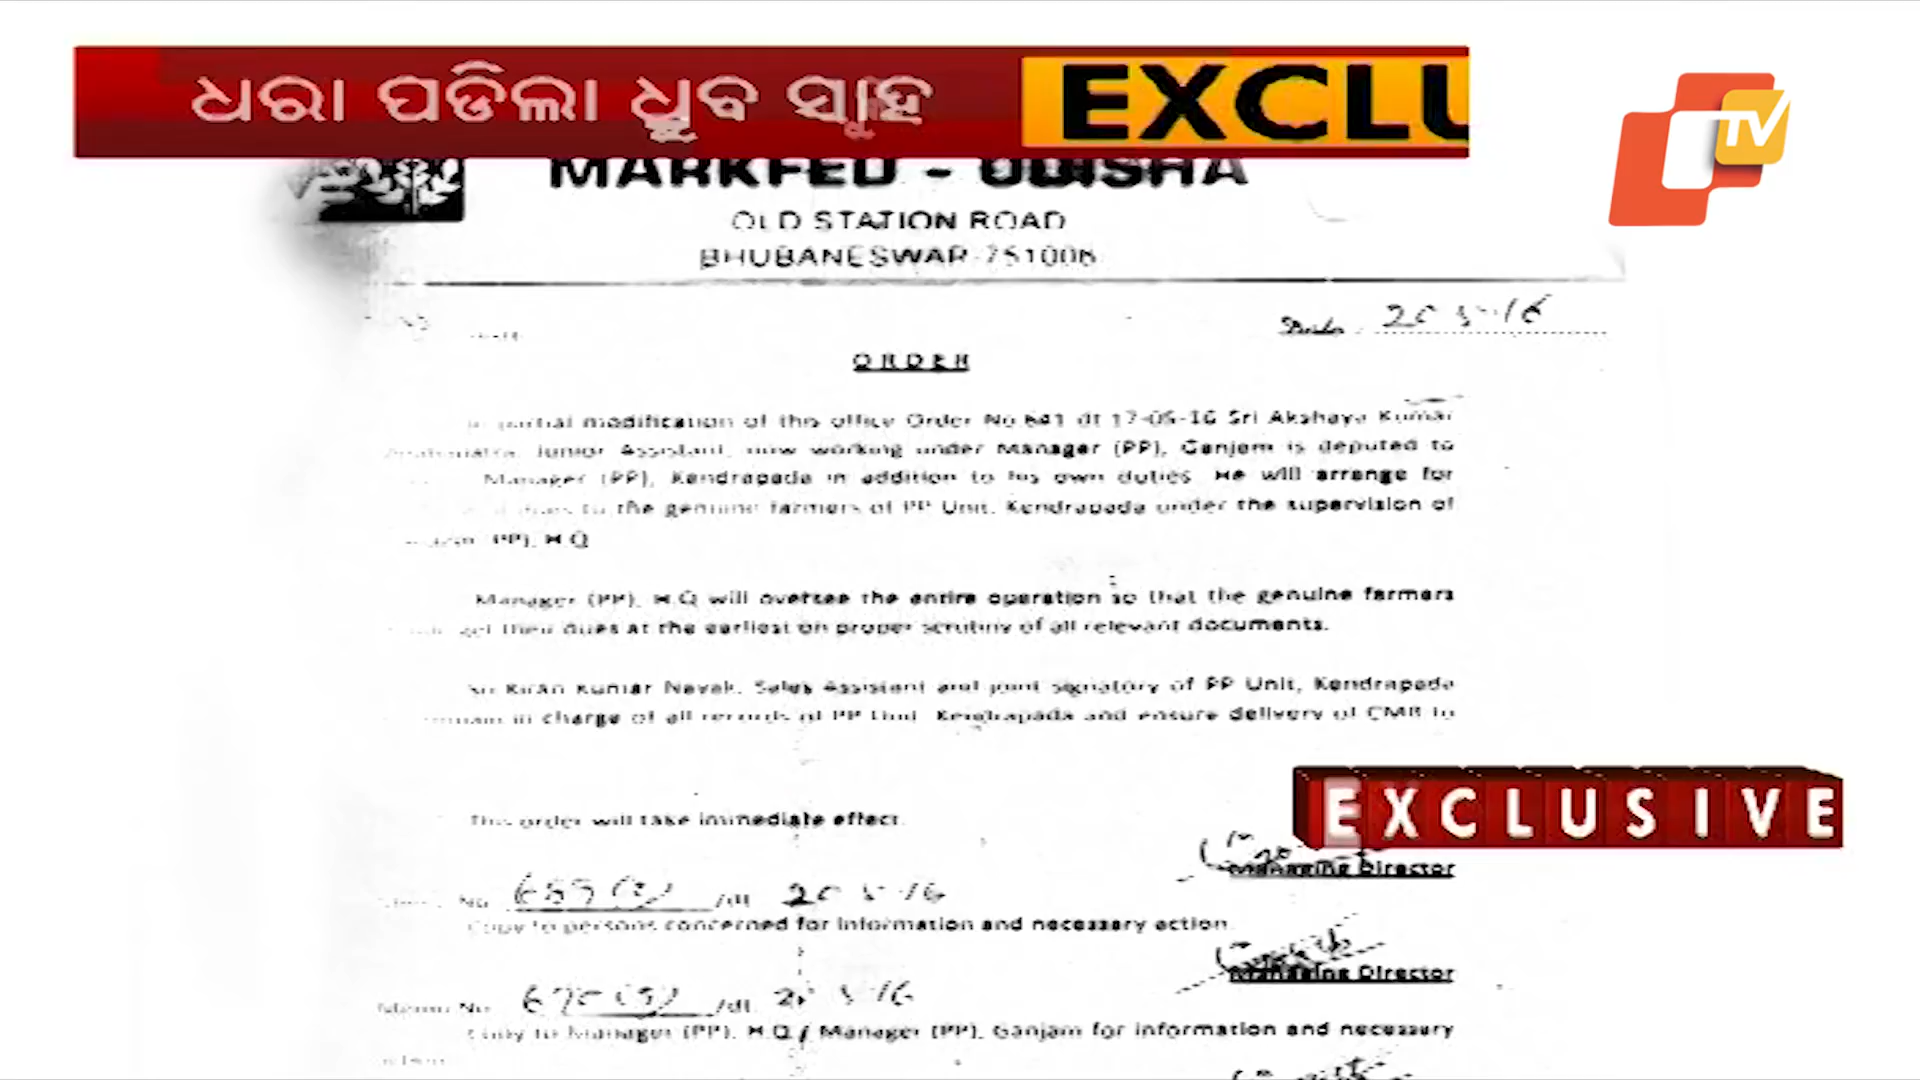 ଧରା ପଡିଲା ଧ୍ରୁବ ସ୍ୱାହ
EXCLU
TV
MARKFED - ODISHA
OLD STATION ROAD
BHUBANESWAR-751006
20-5-16
ORDER
partial modification of this office Order No 641 dt 17-05-16 Sri Akshaya Kumar
Junior Assistant, now working under Manager (PP), Ganjam is deputed to
Manager (PP), Kendrapada in addition to his own duties. He will arrange for
dues to the genuine farmers of PP Unit, Kendrapada under the supervision of
PP), H.Q
Manager (PP), H.Q will oversee the entire operation so that the genuine farmers
get their dues at the earliest on proper scrutiny of all relevant documents.
Sri Kiran Kumar Nayak, Sales Assistant and joint signatory of PP Unit, Kendrapada
in charge of all records of PP Unit, Kendrapada and ensure delivery of CMR to
EXCLUSIVE
This order will take immediate effect.
Managing Director
No /dt 20-5-16
Copy to persons concerned for information and necessary action.
Managing Director
Memo No /dt 20-5-16
Copy to Manager (PP), H.Q / Manager (PP), Ganjam for information and necessary